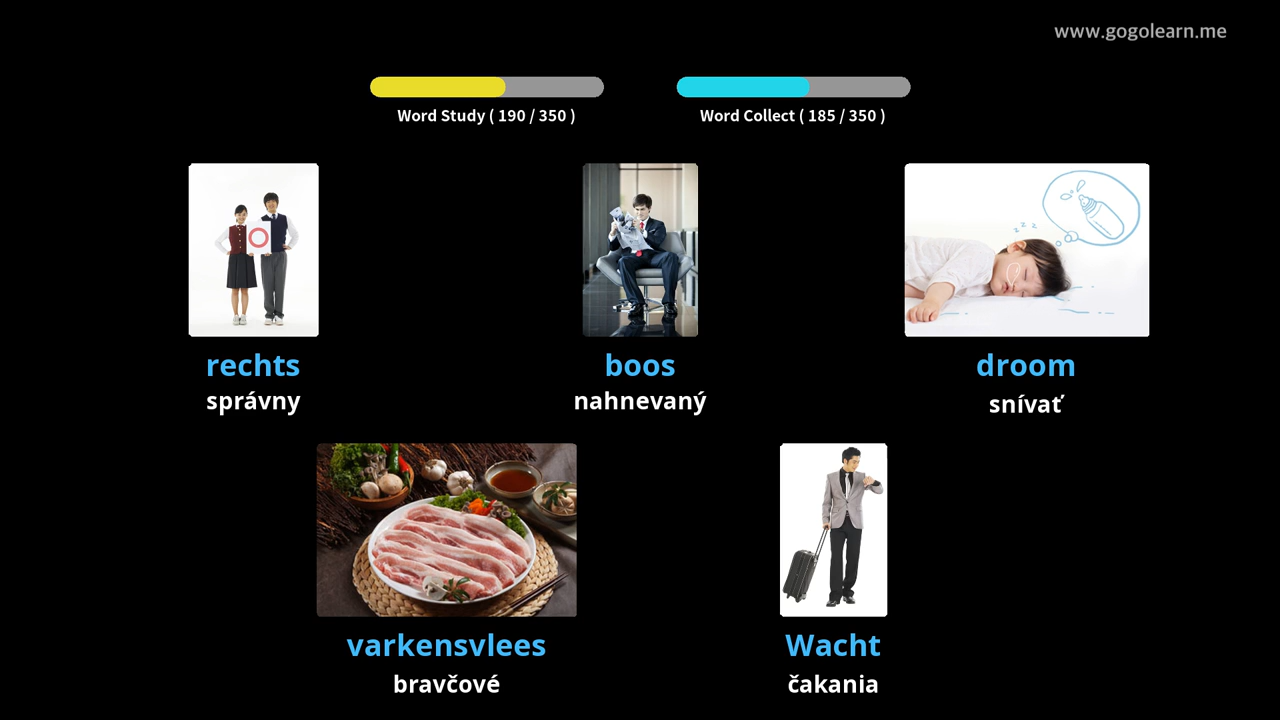 www.gogolearn.me
Word Study ( 190 / 350 )
Word Collect ( 185 / 350 )
rechts
správny
boos
nahnevaný
droom
snívať
varkensvlees
bravčové
Wacht
čakania